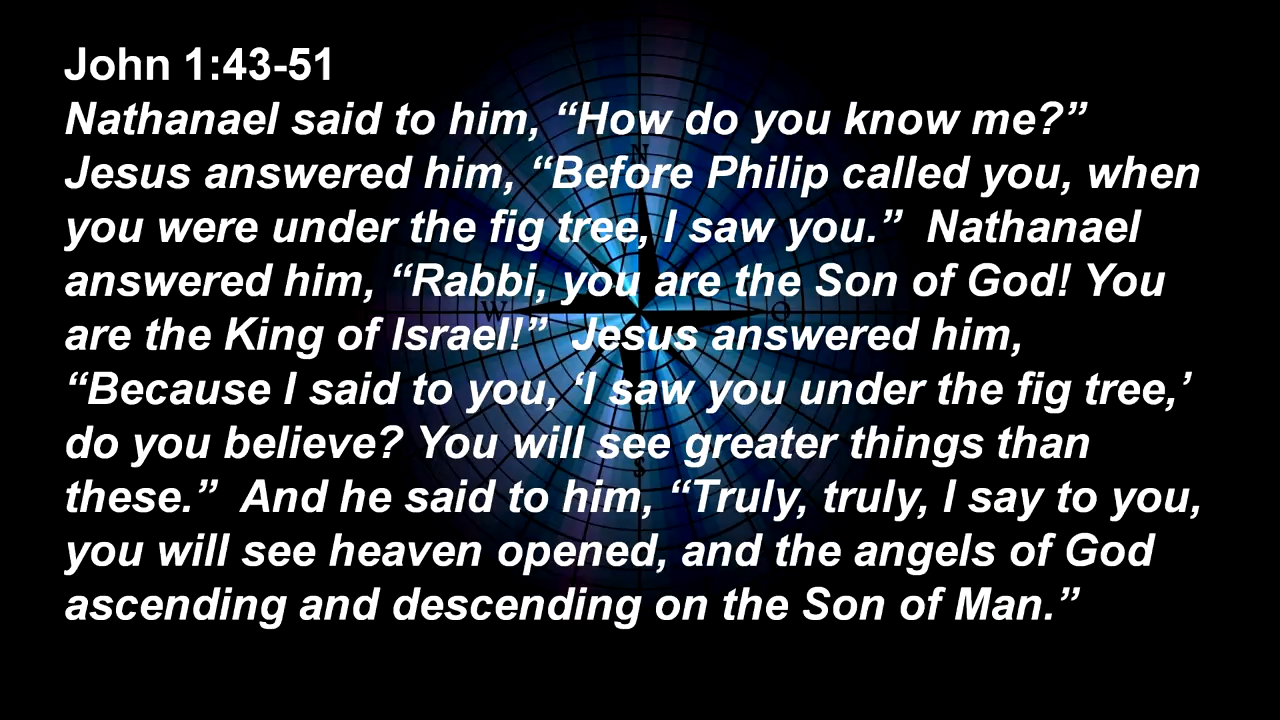 John 1:43-51
Nathanael said to him, “How do you know me?”
Jesus answered him, “Before Philip called you, when
you were under the fig tree, I saw you.”  Nathanael
answered him, “Rabbi, you are the Son of God! You
are the King of Israel!”  Jesus answered him,
“Because I said to you, ‘I saw you under the fig tree,’
do you believe? You will see greater things than
these.”  And he said to him, “Truly, truly, I say to you,
you will see heaven opened, and the angels of God
ascending and descending on the Son of Man.”
N
W
O
S